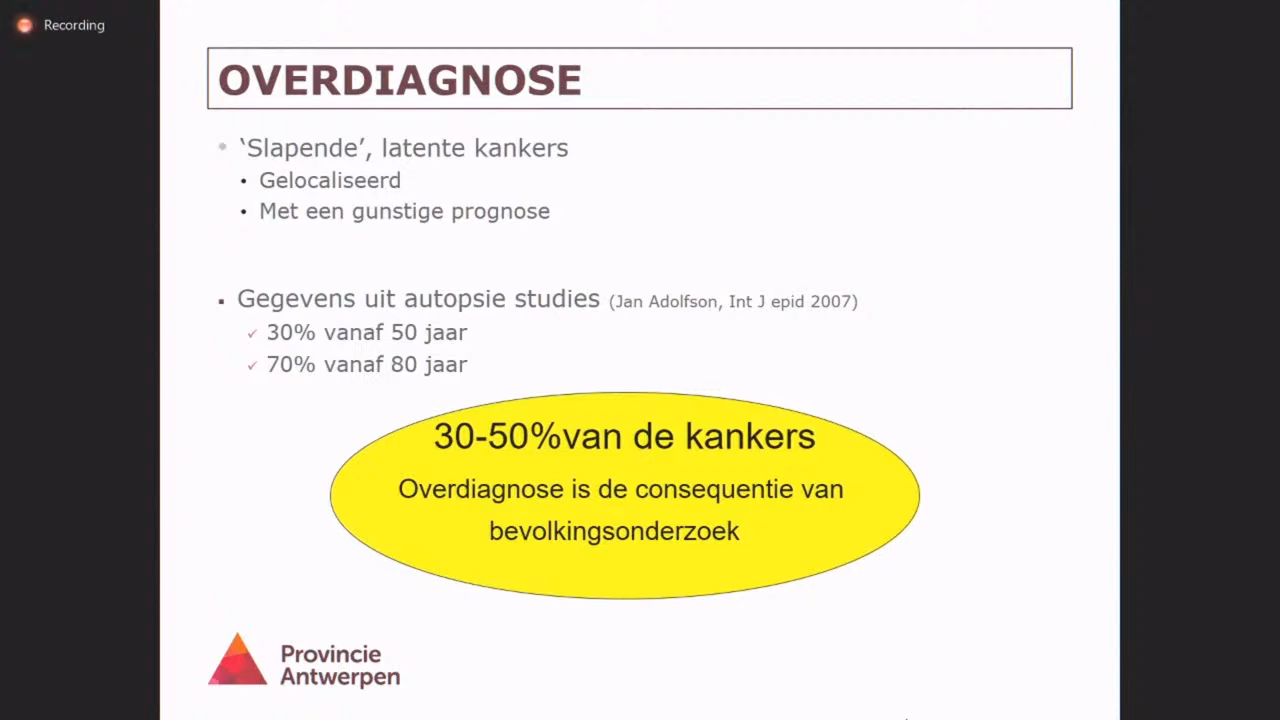 Recording
OVERDIAGNOSE
‘Slapende’, latente kankers
Gelocaliseerd
Met een gunstige prognose
Gegevens uit autopsie studies (Jan Adolfson, Int J epid 2007)
30% vanaf 50 jaar
70% vanaf 80 jaar
30-50%van de kankers
Overdiagnose is de consequentie van
bevolkingsonderzoek
Provincie
Antwerpen